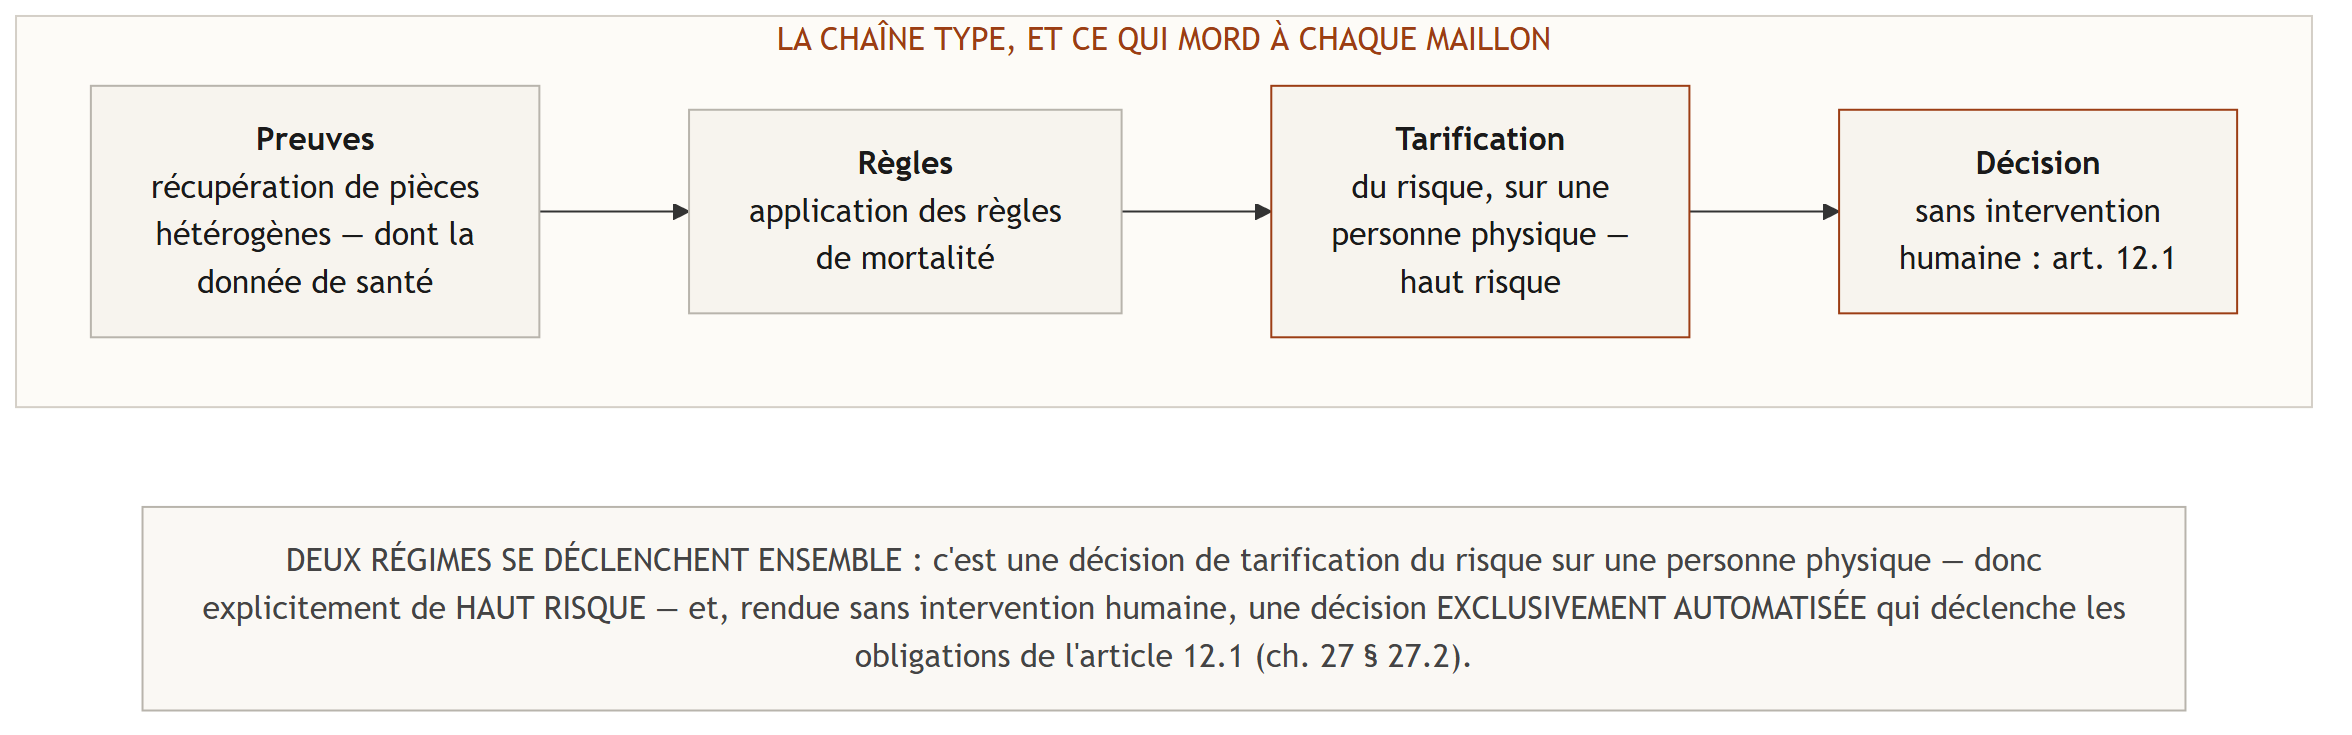 LA CHAÎNE TYPE, ET CE QUI MORD À CHAQUE MAILLON
Preuves
récupération de pièces
hétérogènes — dont la
donnée de santé
Règles
application des règles
de mortalité
Tarification
du risque, sur une
personne physique —
haut risque
Décision
sans intervention
humaine : art. 12.1
DEUX RÉGIMES SE DÉCLENCHENT ENSEMBLE : c'est une décision de tarification du risque sur une personne physique — donc
explicitement de HAUT RISQUE — et, rendue sans intervention humaine, une décision EXCLUSIVEMENT AUTOMATISÉE qui déclenche les
obligations de l'article 12.1 (ch. 27 § 27.2).